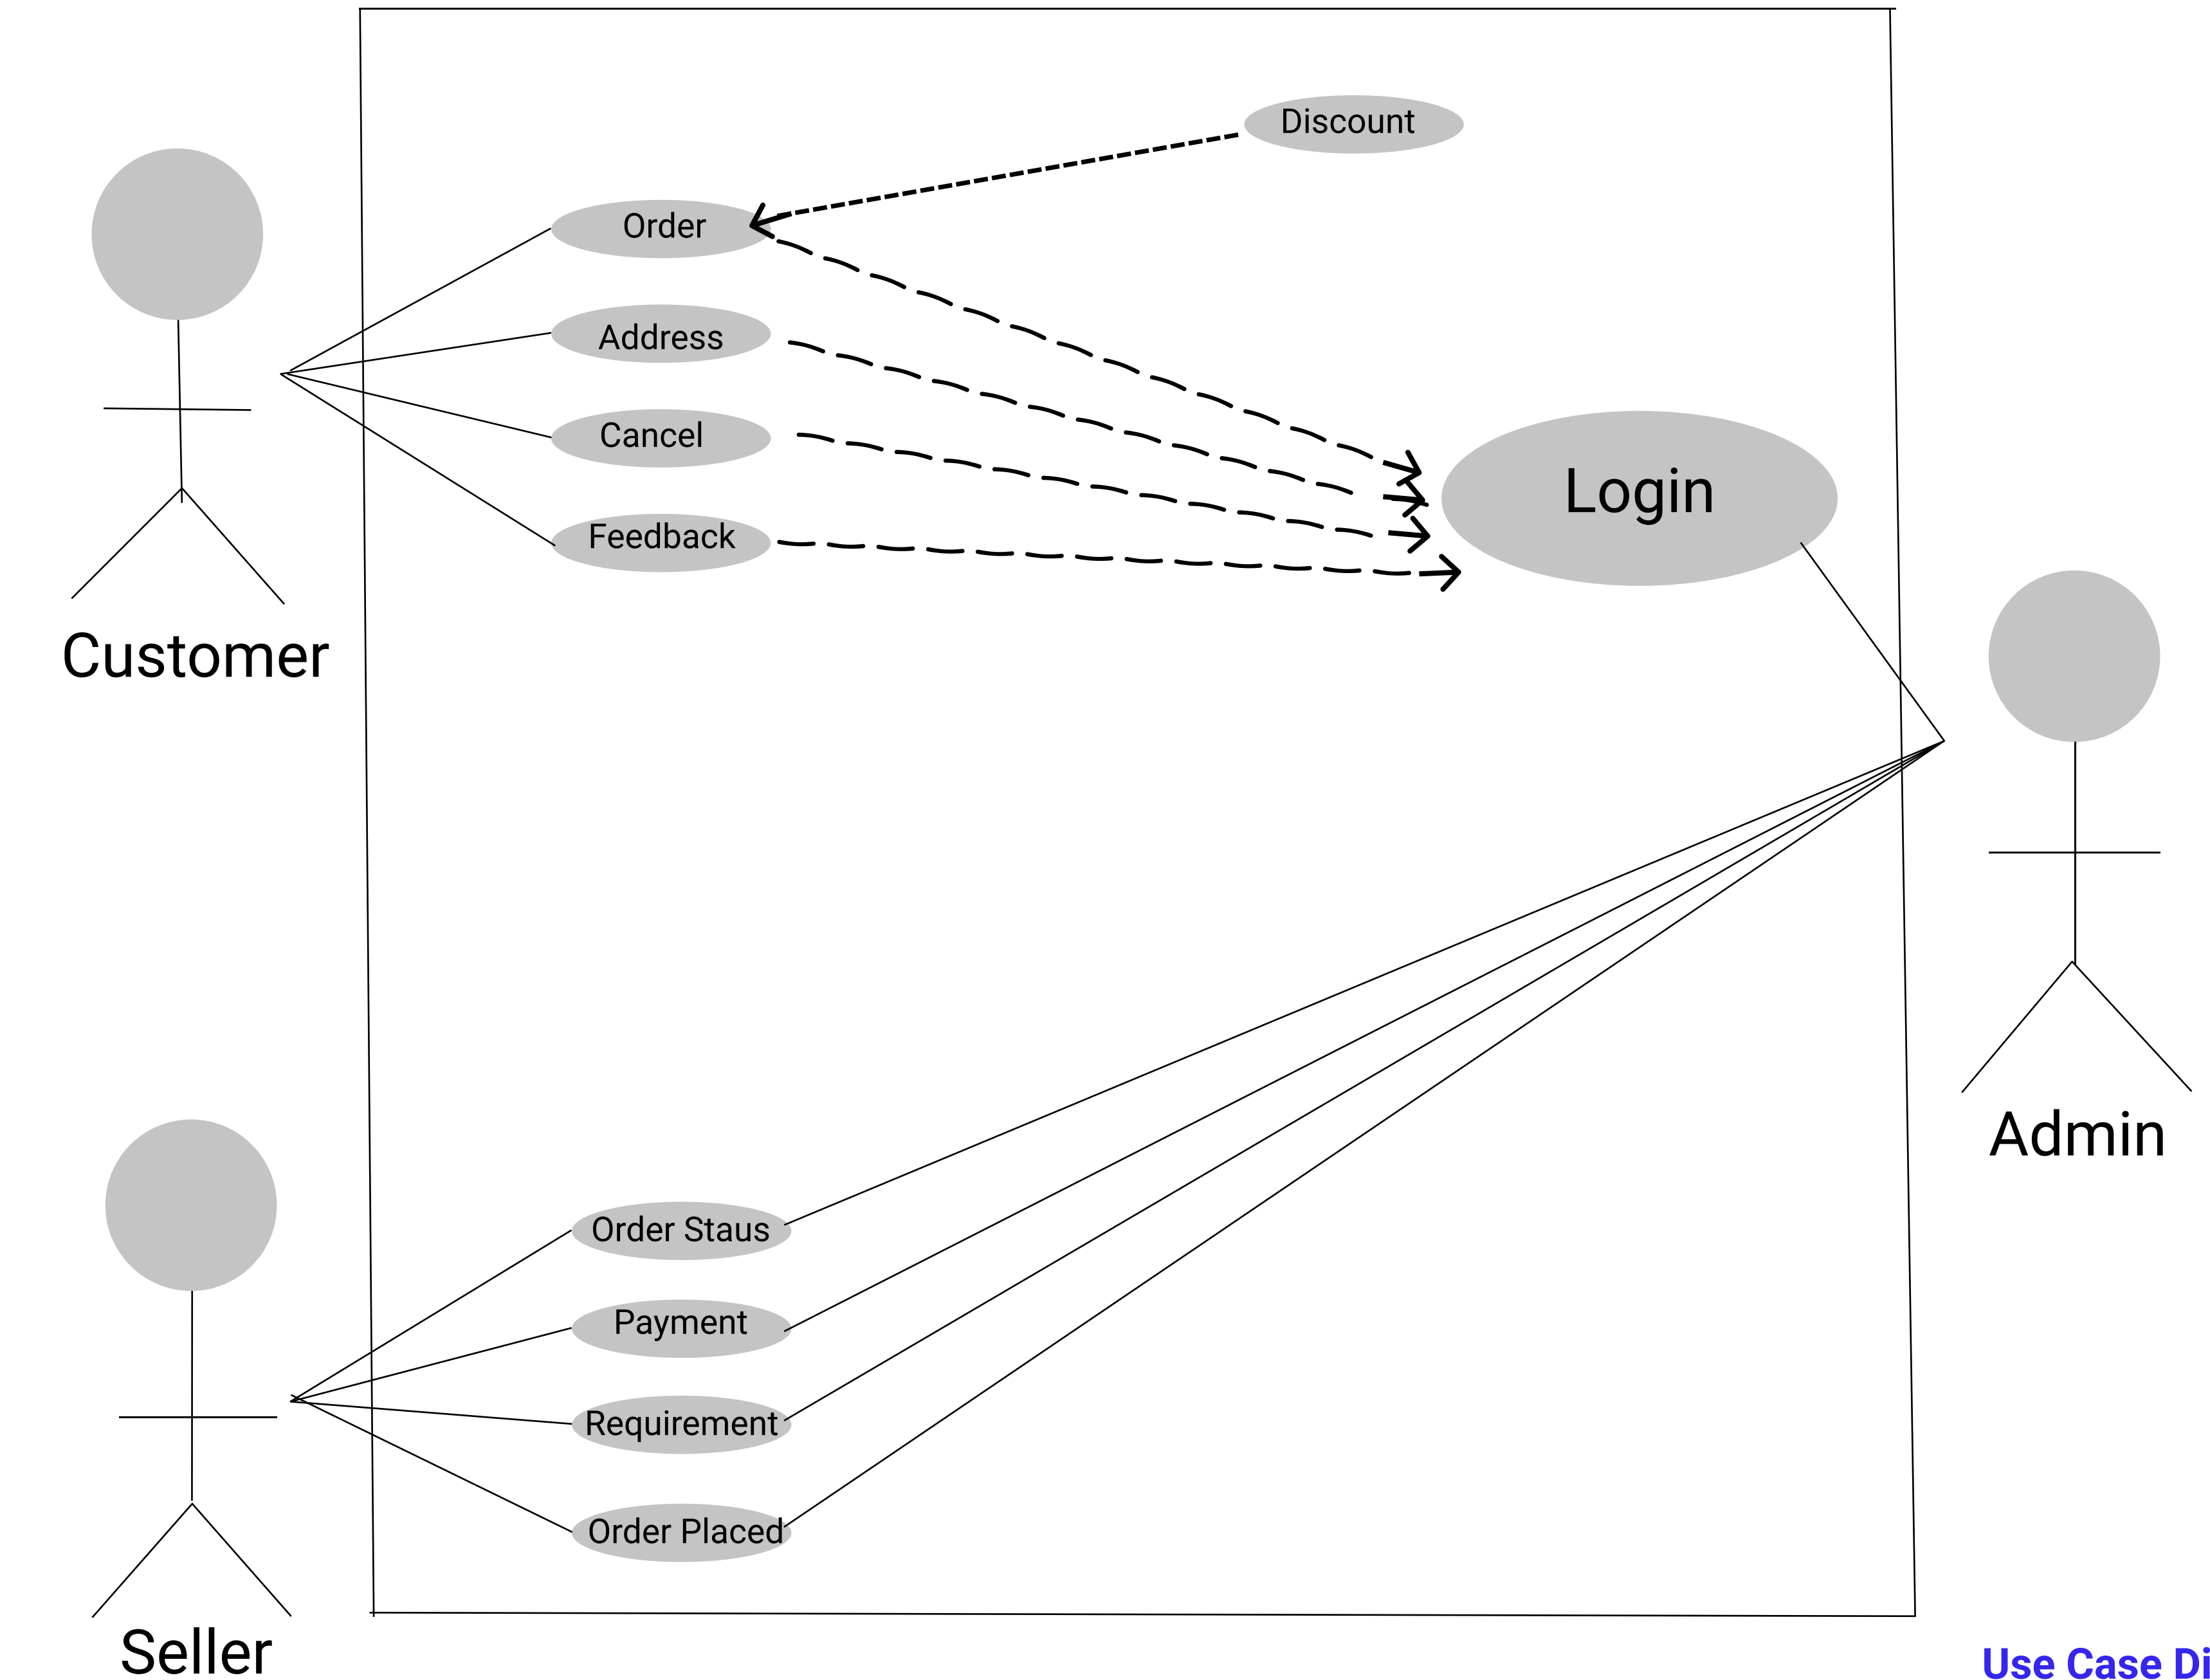 Discount
Order
Address
Cancel
Feedback
Login
Customer
Admin
Order Staus
Payment
Requirement
Order Placed
Seller
Use Case Di